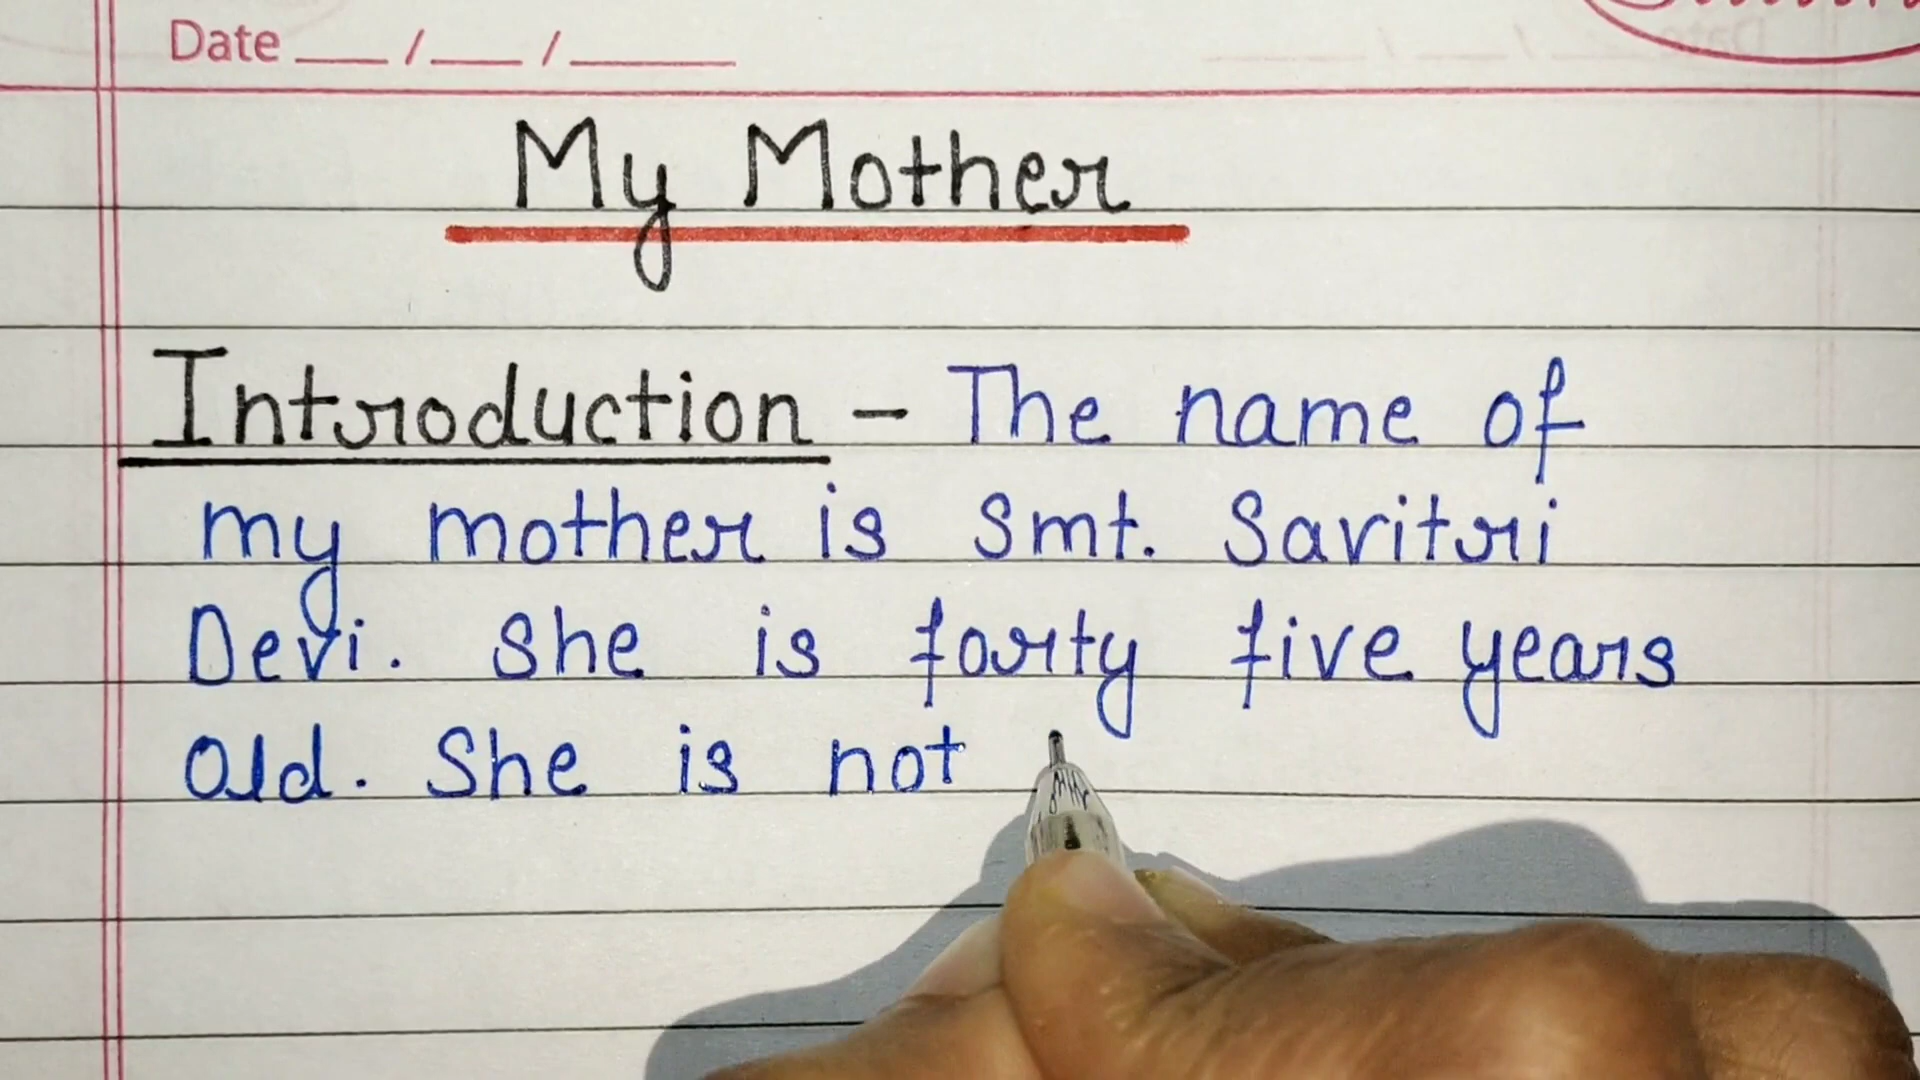 Date ___/___/_____
My Mother
Introduction - The name of
my mother is Smt. Savitri
Devi. She is forty five years
old. She is not